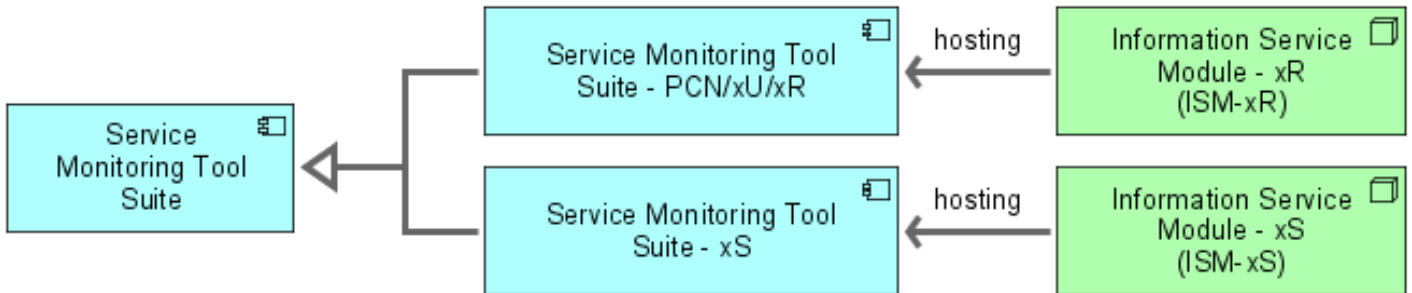 Service
Monitoring Tool
Suite
Service Monitoring Tool
Suite - PCN/xU/xR
hosting
Information Service
Module - xR
(ISM-xR)
Service Monitoring Tool
Suite - xS
hosting
Information Service
Module - xS
(ISM-xS)